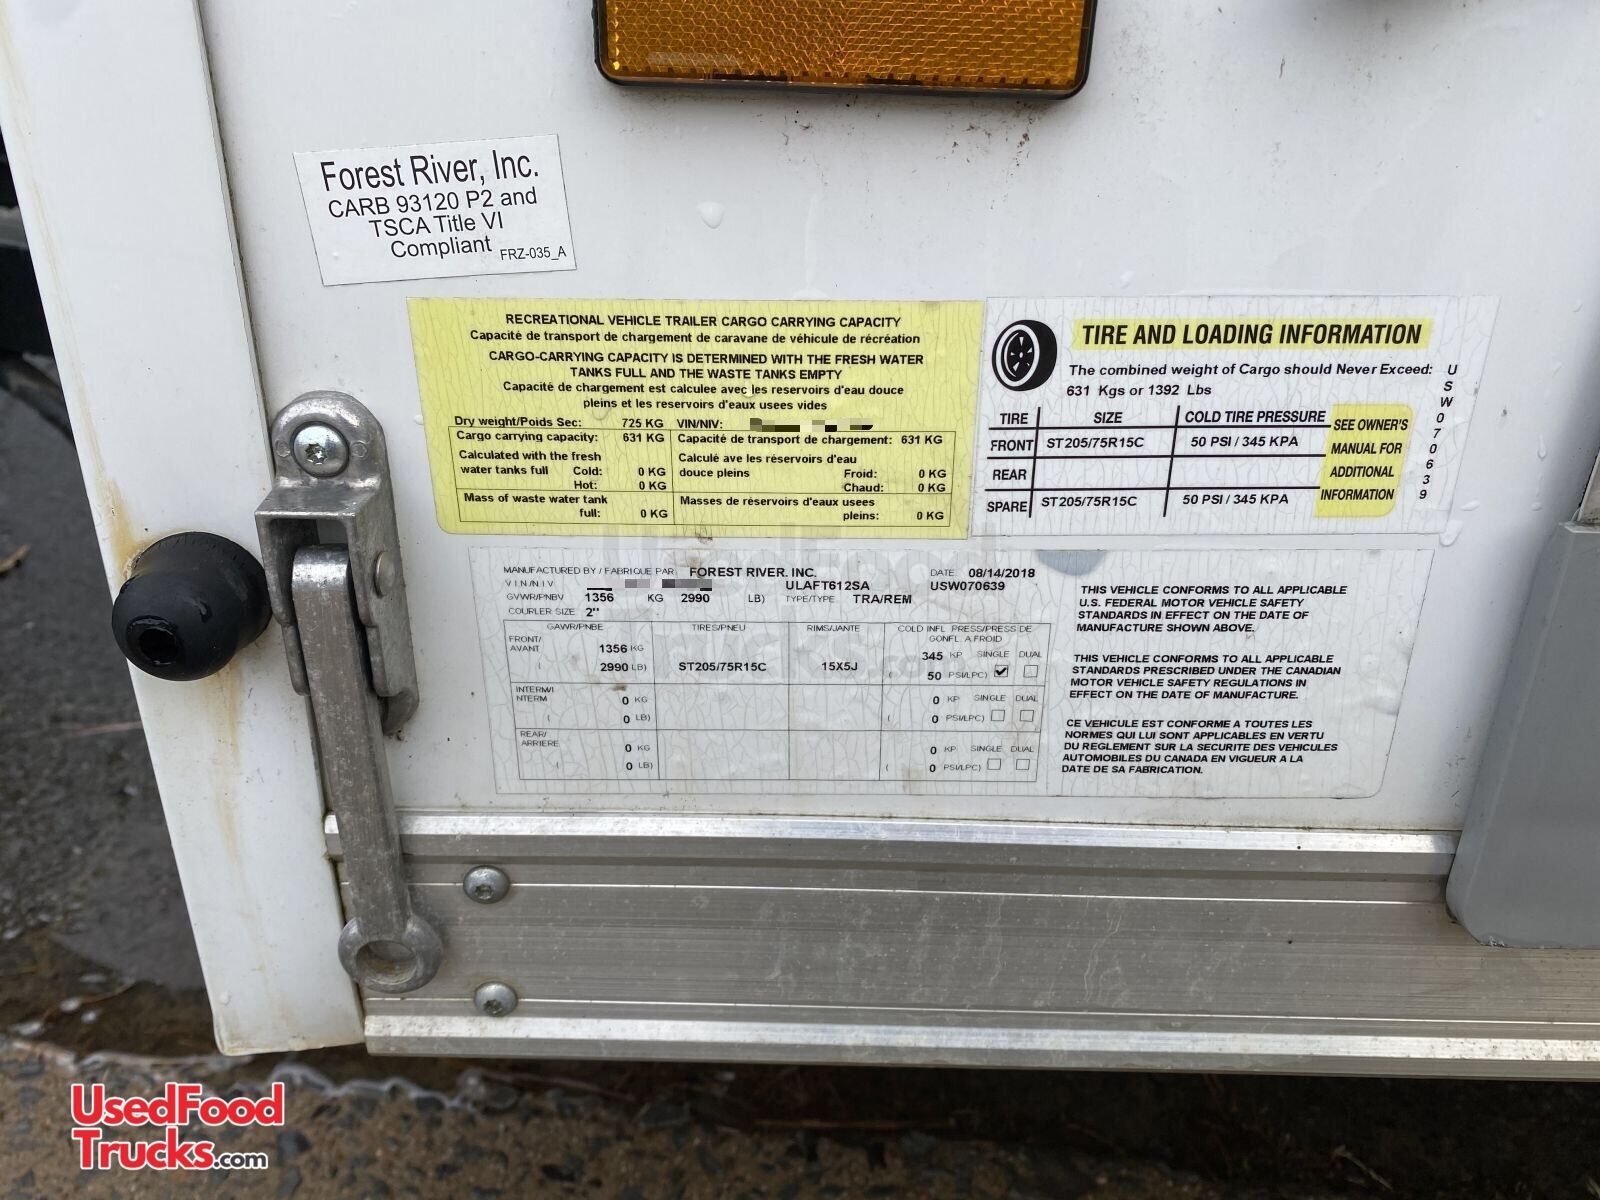 Forest River, Inc.
CARB 93120 P2 and
TSCA Title VI
Compliant FRZ-035_A
RECREATIONAL VEHICLE TRAILER CARGO CARRYING CAPACITY
Capacité de transport de chargement de caravane de véhicule de récréation
CARGO-CARRYING CAPACITY IS DETERMINED WITH THE FRESH WATER
TANKS FULL AND THE WASTE TANKS EMPTY
Capacité de chargement est calculee avec les reservoirs d'eau douce
pleins et les reservoirs d'eaux usees vides
Dry weight/Poids Sec: 725 KG VIN/NIV:
Cargo carrying capacity: 631 KG Capacité de transport de chargement: 631 KG
Calculated with the fresh Calculé ave les réservoirs d'eau
water tanks full Cold: 0 KG douce pleins Froid: 0 KG
Hot: 0 KG Chaud: 0 KG
Mass of waste water tank Masses de réservoirs d'eaux usees
full: 0 KG pleins: 0 KG
TIRE AND LOADING INFORMATION
The combined weight of Cargo should Never Exceed:
631 Kgs or 1392 Lbs
TIRE SIZE COLD TIRE PRESSURE
FRONT ST205/75R15C 50 PSI / 345 KPA
REAR
SPARE ST205/75R15C 50 PSI / 345 KPA
SEE OWNER'S
MANUAL FOR
ADDITIONAL
INFORMATION
USW070639
MANUFACTURED BY / FABRIQUE PAR: FOREST RIVER. INC. DATE: 08/14/2018
V I N/N I V ULAFT612SA USW070639
GVWR/PNBV 1356 KG 2990 LB) TYPE/TYPE: TRA/REM
COUPLER SIZE 2"
GAWR/PNBE TIRES/PNEU RIMS/JANTE COLD INFL. PRESS/PRESS DE
GONFL. A FROID
FRONT/
AVANT 1356 KG 345 KP SINGLE DUAL
( 2990 LB) ST205/75R15C 15X5J ( 50 PSI/LPC)
INTERM/I
NTERM 0 KG 0 KP SINGLE DUAL
( 0 LB) ( 0 PSI/LPC)
REAR/
ARRIERE 0 KG 0 KP SINGLE DUAL
( 0 LB) ( 0 PSI/LPC)
THIS VEHICLE CONFORMS TO ALL APPLICABLE
U.S. FEDERAL MOTOR VEHICLE SAFETY
STANDARDS IN EFFECT ON THE DATE OF
MANUFACTURE SHOWN ABOVE.
THIS VEHICLE CONFORMS TO ALL APPLICABLE
STANDARDS PRESCRIBED UNDER THE CANADIAN
MOTOR VEHICLE SAFETY REGULATIONS IN
EFFECT ON THE DATE OF MANUFACTURE.
CE VEHICULE EST CONFORME A TOUTES LES
NORMES QUI LUI SONT APPLICABLES EN VERTU
DU REGLEMENT SUR LA SECURITE DES VEHICULES
AUTOMOBILES DU CANADA EN VIGUEUR A LA
DATE DE SA FABRICATION.
UsedFood
Trucks.com